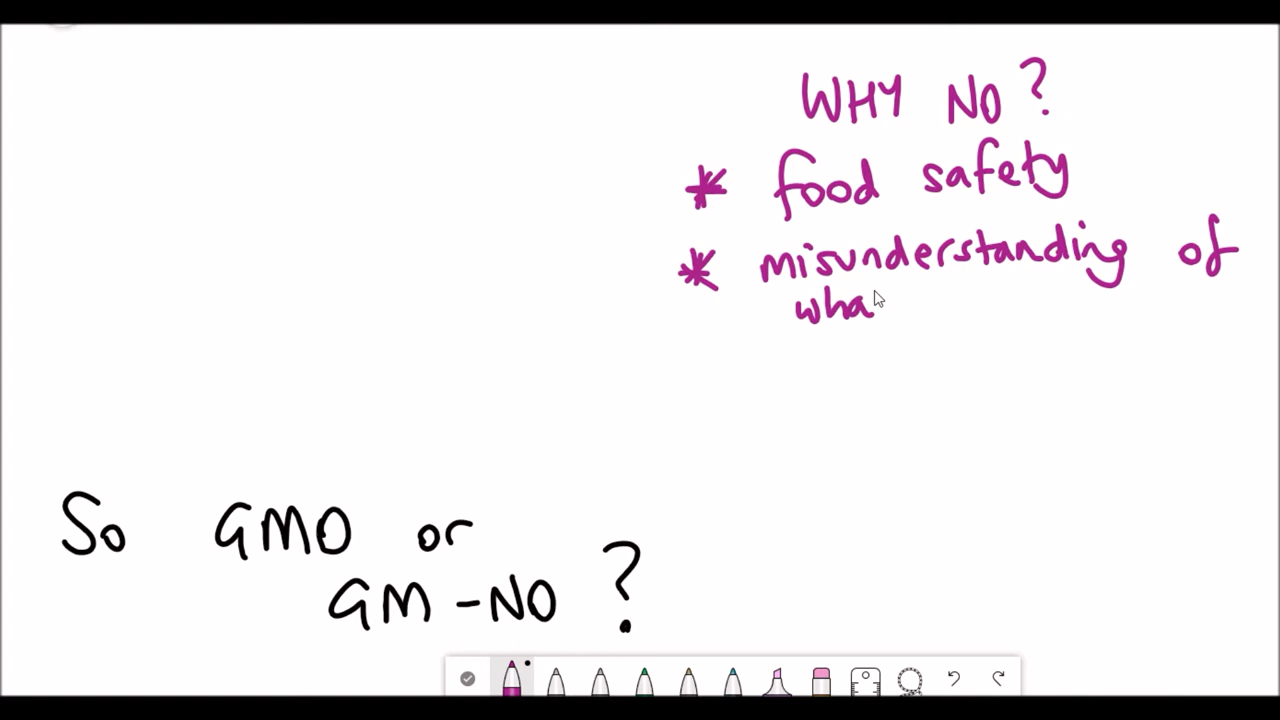 WHY NO?
* food safety
* misunderstanding of
wha
So GMO or
GM-NO?